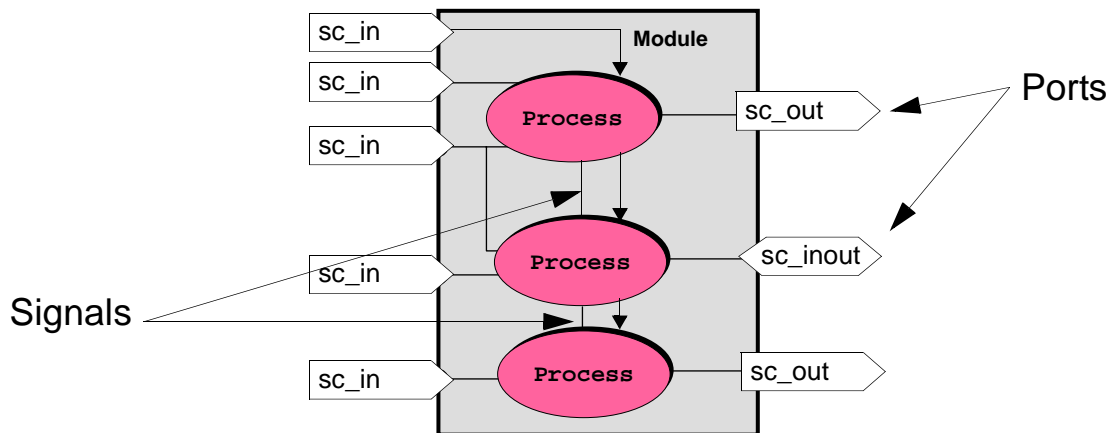 sc_in
Module
sc_in
Ports
Process
sc_out
sc_in
Process
sc_inout
sc_in
Signals
Process
sc_in
sc_out